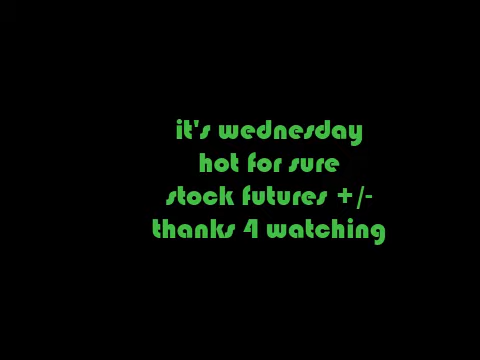 it's wednesday
hot for sure
stock futures +/-
thanks 4 watching